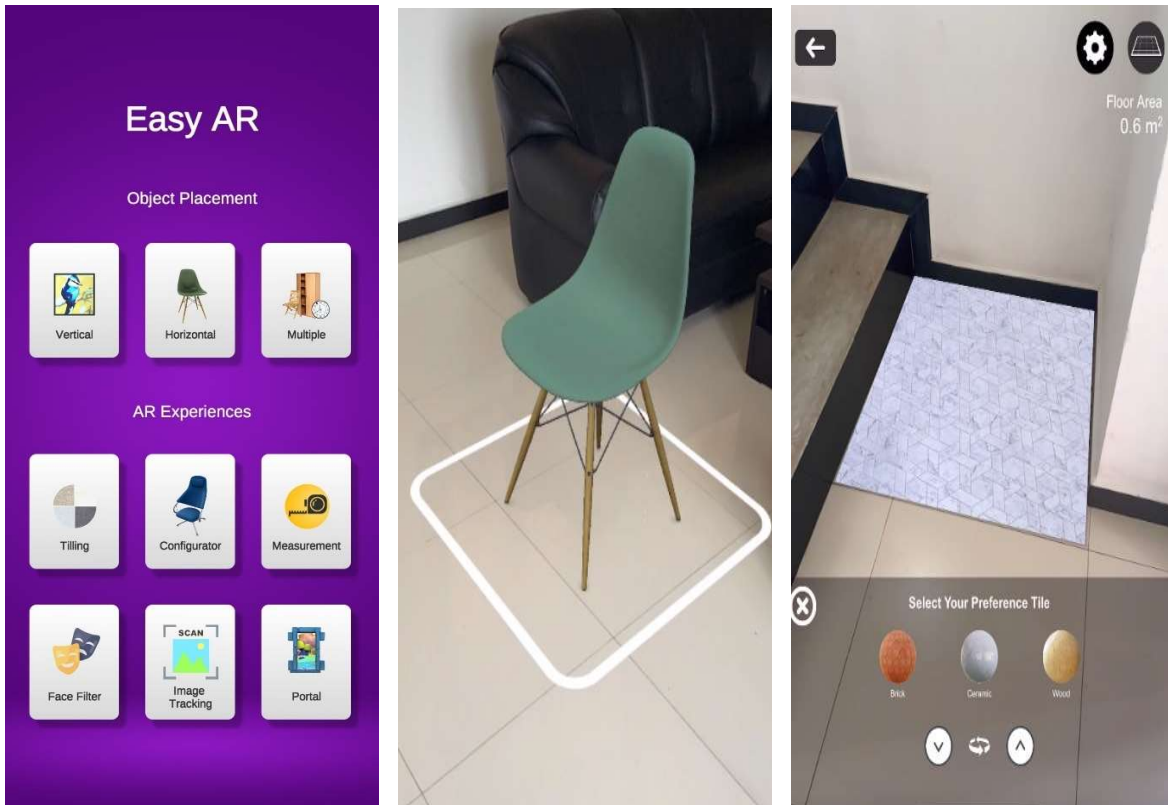 Easy AR
Object Placement
Vertical
Horizontal
Multiple
AR Experiences
Tilling
Configurator
Measurement
Face Filter
SCAN
Image
Tracking
Portal
Floor Area
0.6 m²
Select Your Preference Tile
Brick
Ceramic
Wood